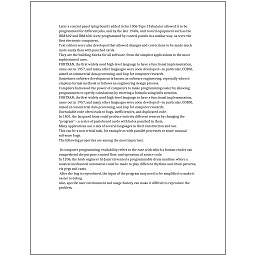 Later a control panel (plug board) added to his 1906 Type I Tabulator allowed it to be
programmed for different jobs, and by the late 1940s, unit record equipment such as the
IBM 602 and IBM 604, were programmed by control panels in a similar way, as were the
first electronic computers.
Text editors were also developed that allowed changes and corrections to be made much
more easily than with punched cards.
They are the building blocks for all software, from the simplest applications to the most
sophisticated ones.
FORTRAN, the first widely used high-level language to have a functional implementation,
came out in 1957, and many other languages were soon developed—in particular, COBOL
aimed at commercial data processing, and Lisp for computer research.
Sometimes software development is known as software engineering, especially when it
employs formal methods or follows an engineering design process.
Compilers harnessed the power of computers to make programming easier by allowing
programmers to specify calculations by entering a formula using infix notation.
FORTRAN, the first widely used high-level language to have a functional implementation,
came out in 1957, and many other languages were soon developed—in particular, COBOL
aimed at commercial data processing, and Lisp for computer research.
Unreadable code often leads to bugs, inefficiencies, and duplicated code.
In 1801, the Jacquard loom could produce entirely different weaves by changing the
"program" - a series of pasteboard cards with holes punched in them.
Many applications use a mix of several languages in their construction and use.
This can be a non-trivial task, for example as with parallel processes or some unusual
software bugs.
The following properties are among the most important:

In computer programming, readability refers to the ease with which a human reader can
comprehend the purpose, control flow, and operation of source code.
In 1206, the Arab engineer Al-Jazari invented a programmable drum machine where a
musical mechanical automaton could be made to play different rhythms and drum patterns,
via pegs and cams.
After the bug is reproduced, the input of the program may need to be simplified to make it
easier to debug.
Also, specific user environment and usage history can make it difficult to reproduce the
problem.